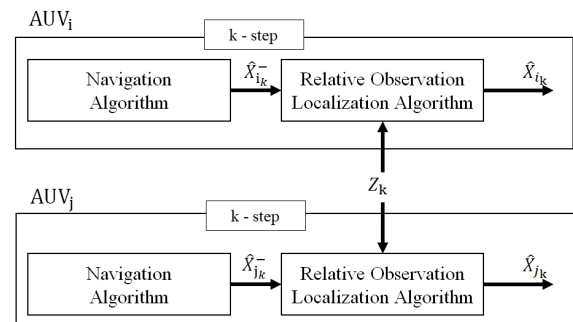 AUVᵢ
k - step
Navigation
Algorithm
X̂ᵢₖ⁻
Relative Observation
Localization Algorithm
X̂ᵢₖ
Zₖ
AUVⱼ
k - step
Navigation
Algorithm
X̂ⱼₖ⁻
Relative Observation
Localization Algorithm
X̂ⱼₖ